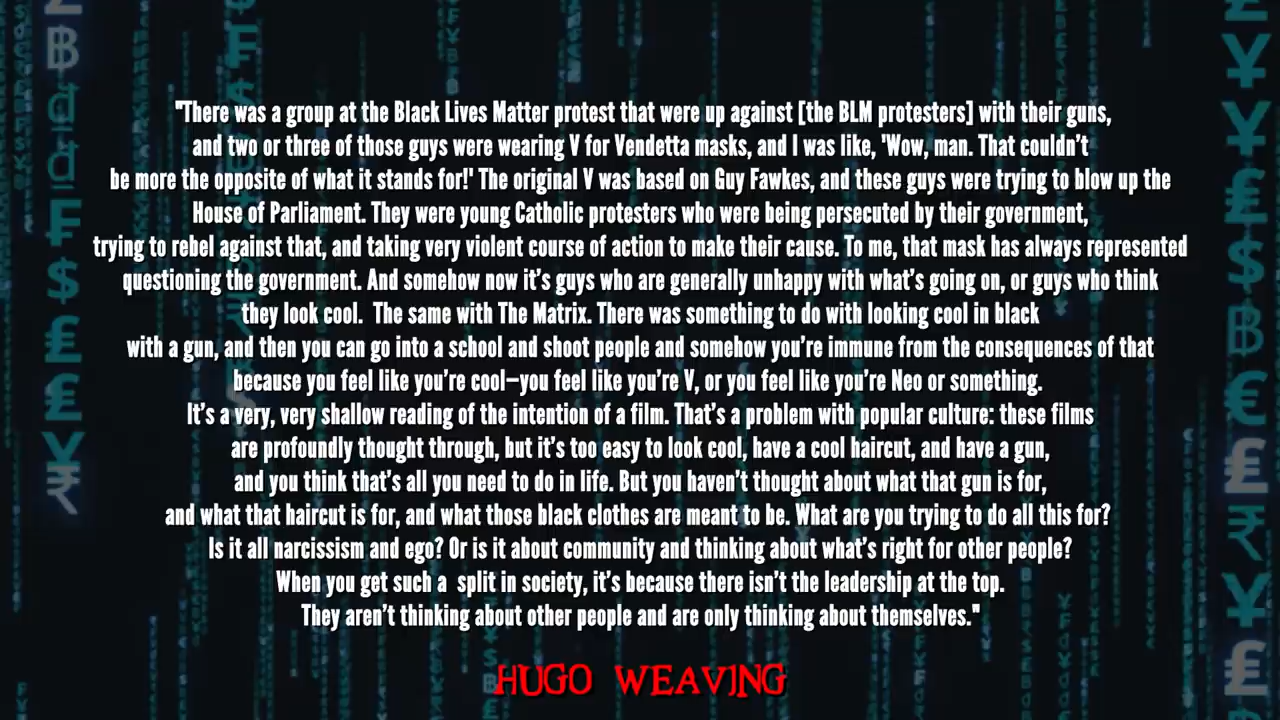 "There was a group at the Black Lives Matter protest that were up against [the BLM protesters] with their guns,
and two or three of those guys were wearing V for Vendetta masks, and I was like, 'Wow, man. That couldn't
be more the opposite of what it stands for!' The original V was based on Guy Fawkes, and these guys were trying to blow up the
House of Parliament. They were young Catholic protesters who were being persecuted by their government,
trying to rebel against that, and taking very violent course of action to make their cause. To me, that mask has always represented
questioning the government. And somehow now it's guys who are generally unhappy with what's going on, or guys who think
they look cool.  The same with The Matrix. There was something to do with looking cool in black
with a gun, and then you can go into a school and shoot people and somehow you're immune from the consequences of that
because you feel like you're cool—you feel like you're V, or you feel like you're Neo or something.
It's a very, very shallow reading of the intention of a film. That's a problem with popular culture: these films
are profoundly thought through, but it's too easy to look cool, have a cool haircut, and have a gun,
and you think that's all you need to do in life. But you haven't thought about what that gun is for,
and what that haircut is for, and what those black clothes are meant to be. What are you trying to do all this for?
Is it all narcissism and ego? Or is it about community and thinking about what's right for other people?
When you get such a  split in society, it's because there isn't the leadership at the top.
They aren't thinking about other people and are only thinking about themselves."
HUGO WEAVING